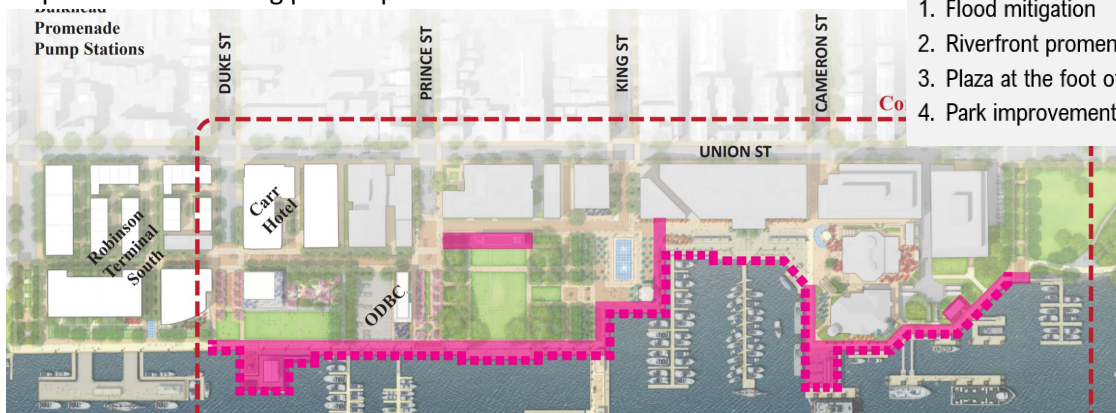 Promenade
Pump Stations
DUKE ST
PRINCE ST
KING ST
CAMERON ST
UNION ST
Carr
Hotel
Robinson
Terminal
South
ODBC
1. Flood mitigation
2. Riverfront
3. Plaza at the foot of
4. Park improvement